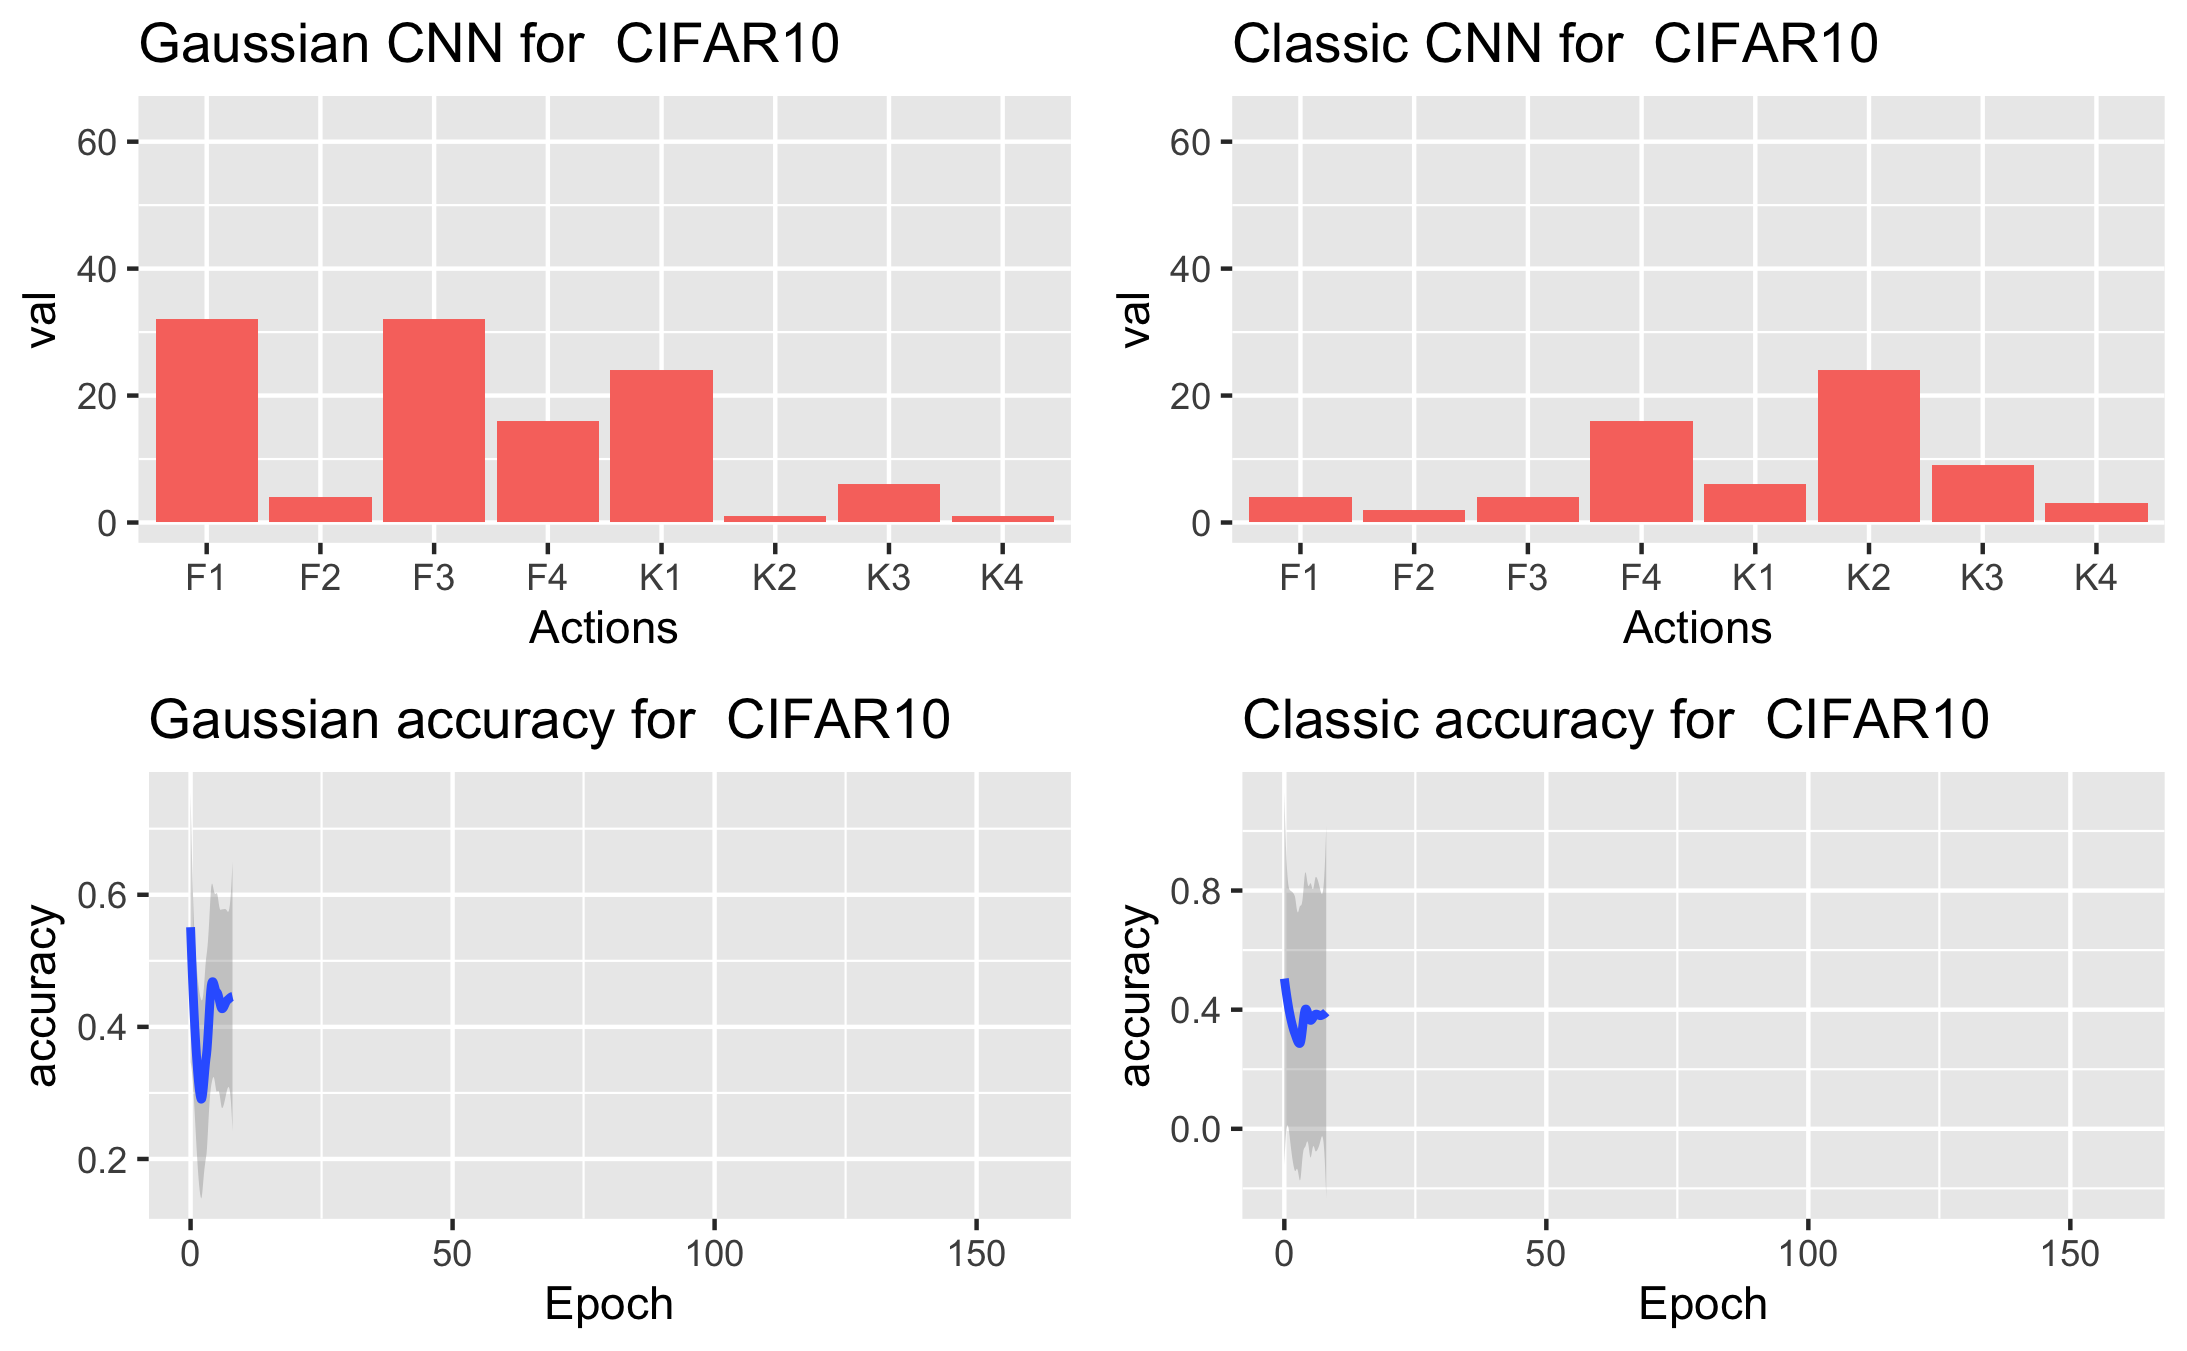 Gaussian CNN for  CIFAR10
60
40
20
0
val
F1 F2 F3 F4 K1 K2 K3 K4
Actions
Classic CNN for  CIFAR10
60
40
20
0
val
F1 F2 F3 F4 K1 K2 K3 K4
Actions
Gaussian accuracy for  CIFAR10
0.6
0.4
0.2
accuracy
0 50 100 150
Epoch
Classic accuracy for  CIFAR10
0.8
0.4
0.0
accuracy
0 50 100 150
Epoch